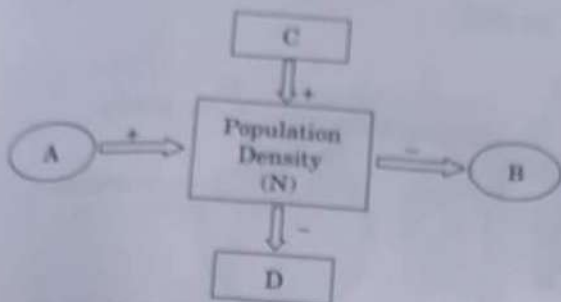 C
+
A
+
Population
Density
(N)
–
B
–
D